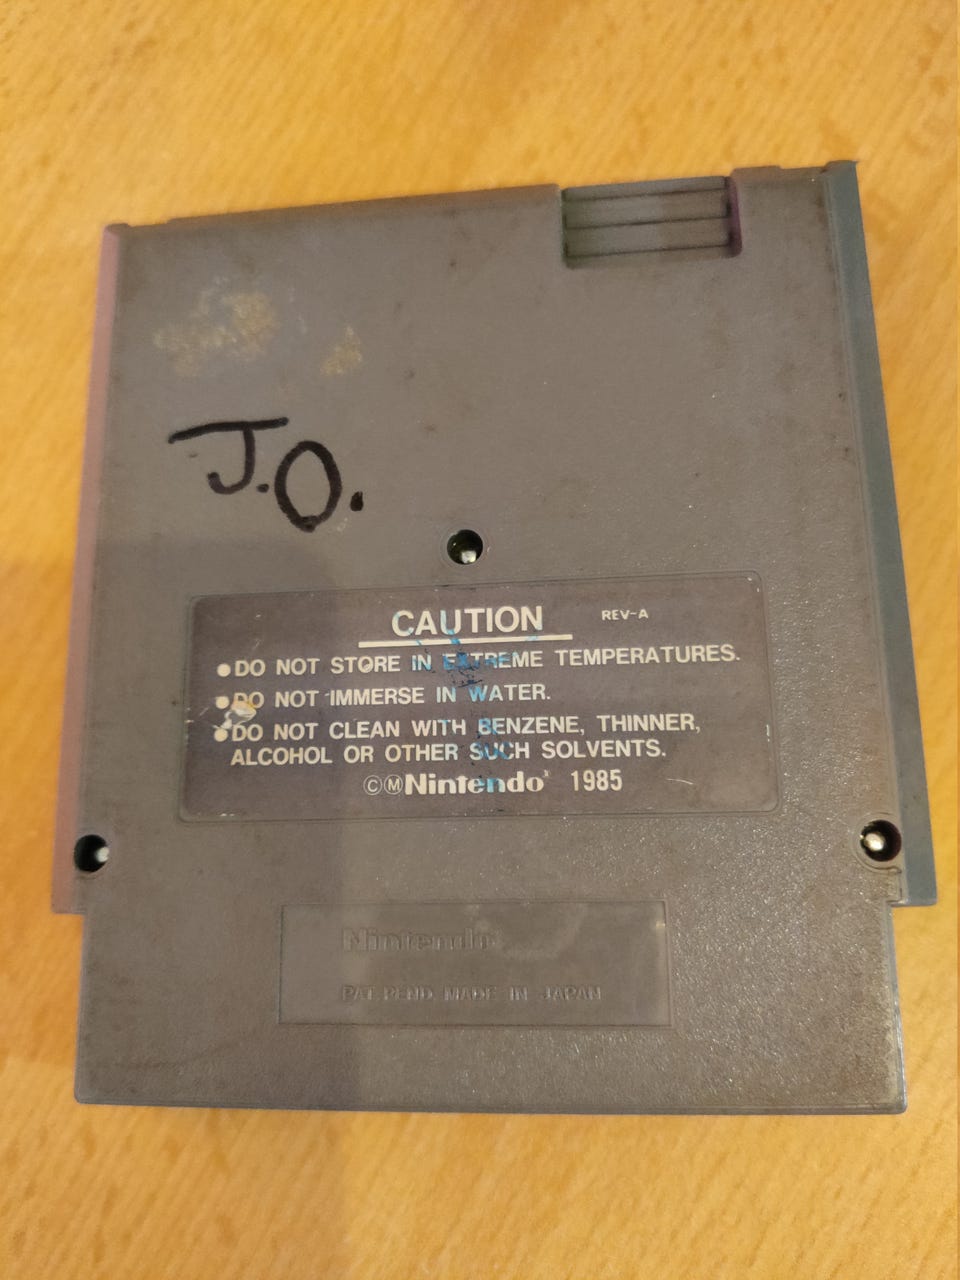 J.O.
CAUTION REV-A
●DO NOT STORE IN EXTREME TEMPERATURES.
●DO NOT IMMERSE IN WATER.
●DO NOT CLEAN WITH BENZENE, THINNER,
ALCOHOL OR OTHER SUCH SOLVENTS.
©ⓂNintendo® 1985
Nintendo®
PAT. PEND. MADE IN JAPAN